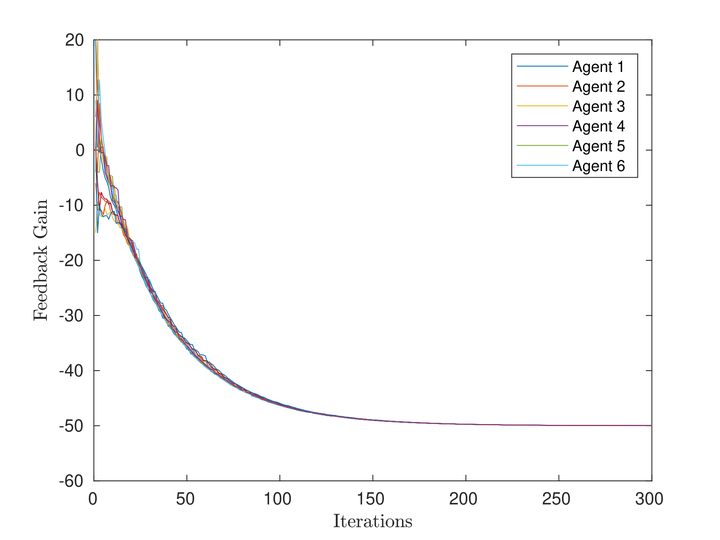 20
10
0
-10
-20
-30
-40
-50
-60
Feedback Gain
0
50
100
150
200
250
300
Iterations
Agent 1
Agent 2
Agent 3
Agent 4
Agent 5
Agent 6